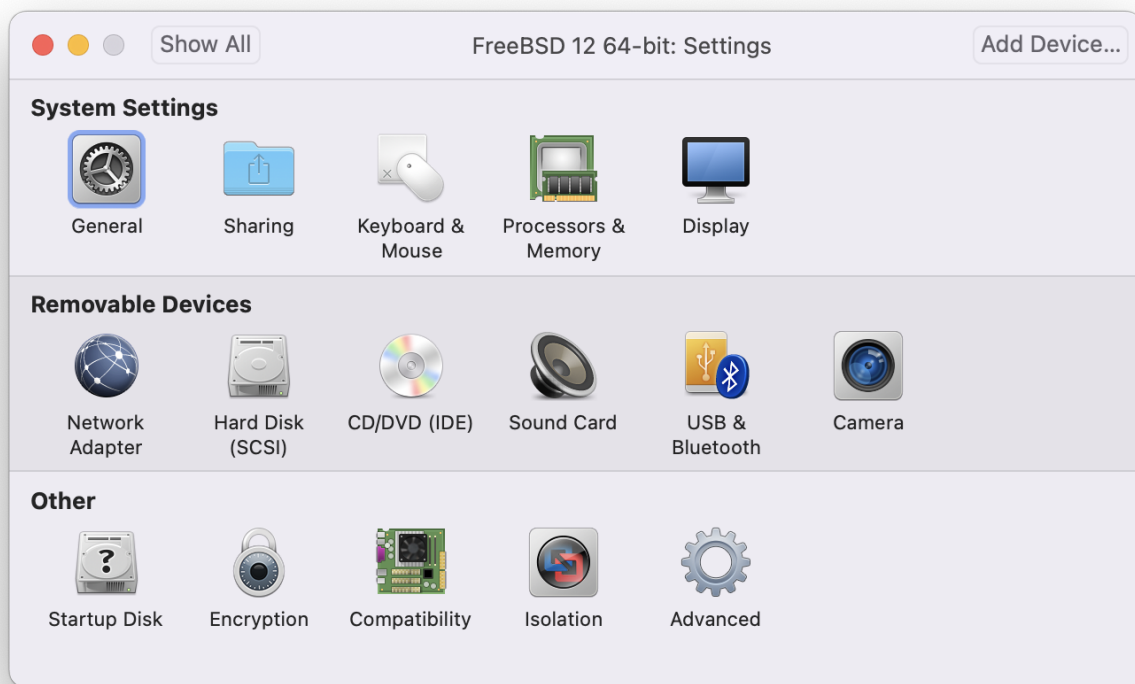 Show All
FreeBSD 12 64-bit: Settings
Add Device...
System Settings
General
Sharing
Keyboard &
Mouse
Processors &
Memory
Display
Removable Devices
Network
Adapter
Hard Disk
(SCSI)
CD/DVD (IDE)
Sound Card
USB &
Bluetooth
Camera
Other
Startup Disk
Encryption
Compatibility
Isolation
Advanced